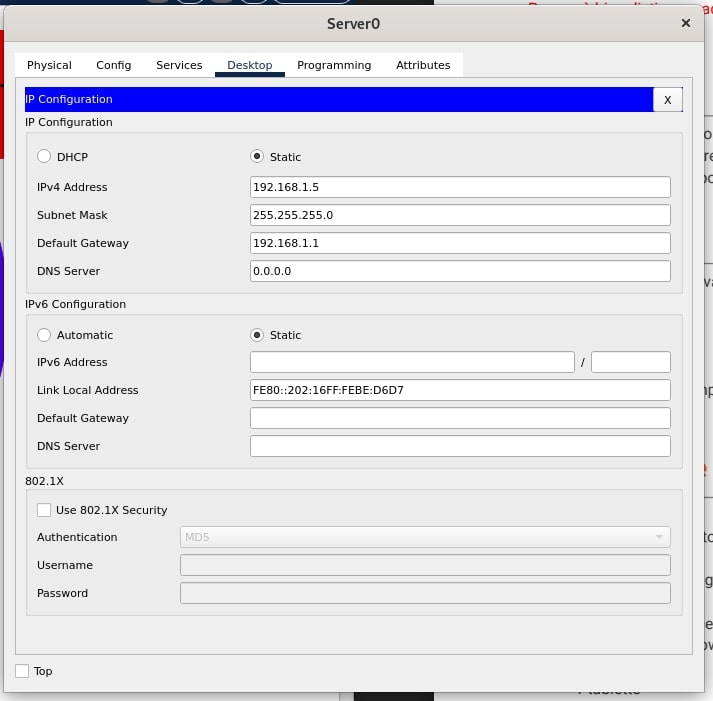 Server0
Physical Config Services Desktop Programming Attributes
IP Configuration X
IP Configuration
DHCP Static
IPv4 Address 192.168.1.5
Subnet Mask 255.255.255.0
Default Gateway 192.168.1.1
DNS Server 0.0.0.0
IPv6 Configuration
Automatic Static
IPv6 Address /
Link Local Address FE80::202:16FF:FEBE:D6D7
Default Gateway
DNS Server
802.1X
Use 802.1X Security
Authentication MD5
Username
Password
Top